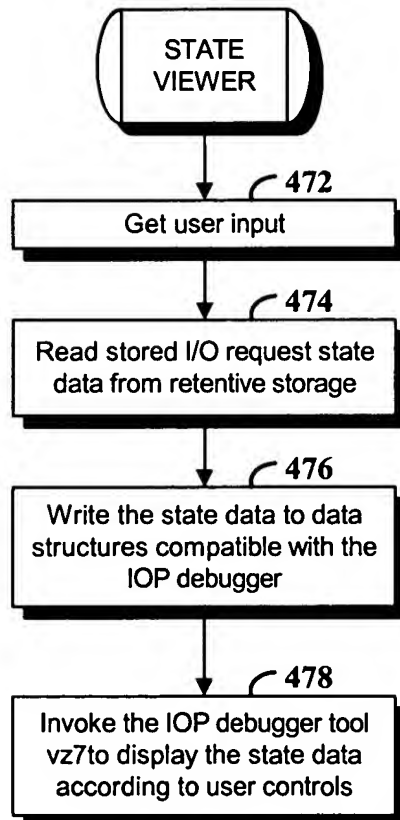 STATE
VIEWER
472
Get user input
474
Read stored I/O request state
data from retentive storage
476
Write the state data to data
structures compatible with the
IOP debugger
478
Invoke the IOP debugger tool
vz7to display the state data
according to user controls